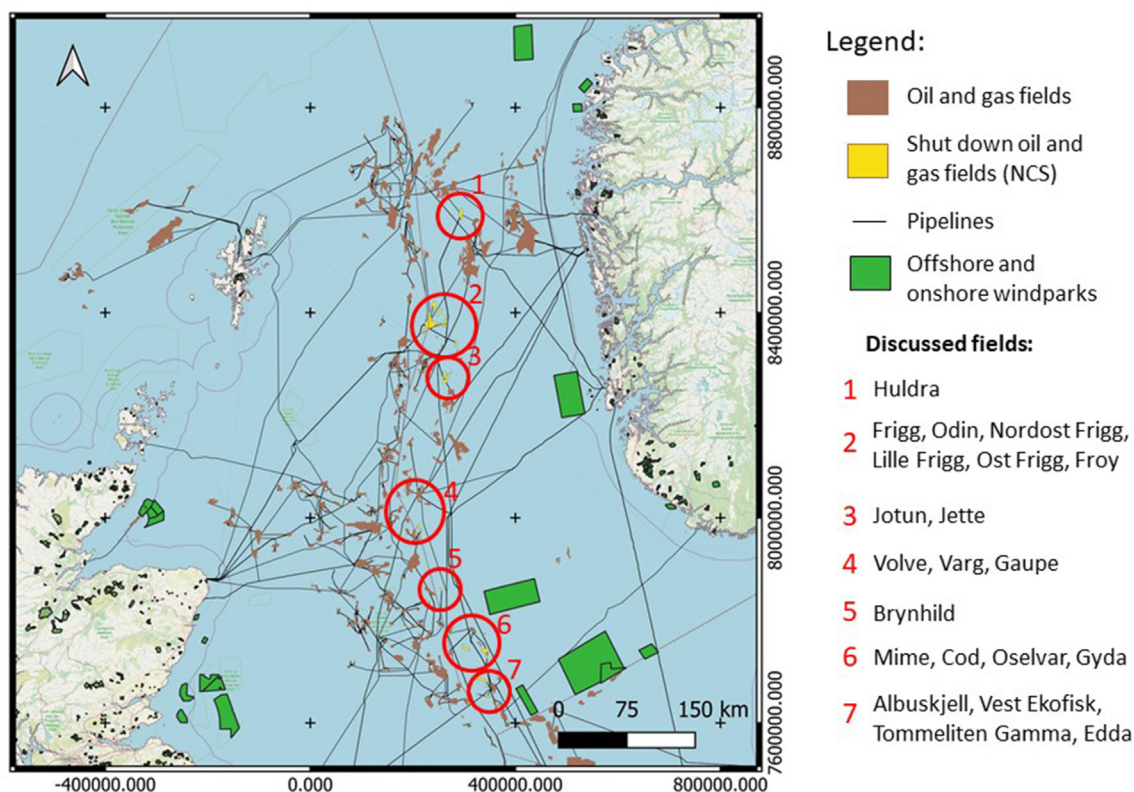 1
2
3
4
5
6
7
0 75 150 km
-400000.000 0.000 400000.000 800000.000
8800000.000
8400000.000
8000000.000
7600000.000
Legend:
Oil and gas fields
Shut down oil and
gas fields (NCS)
Pipelines
Offshore and
onshore windparks
Discussed fields:
1 Huldra
2 Frigg, Odin, Nordost Frigg,
Lille Frigg, Ost Frigg, Froy
3 Jotun, Jette
4 Volve, Varg, Gaupe
5 Brynhild
6 Mime, Cod, Oselvar, Gyda
7 Albuskjell, Vest Ekofisk,
Tommeliten Gamma, Edda